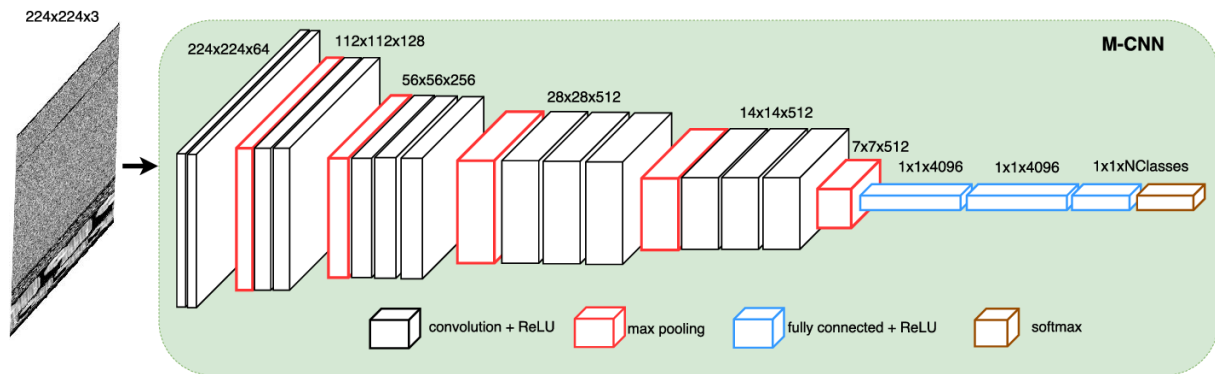 224x224x3
M-CNN
224x224x64
112x112x128
56x56x256
28x28x512
14x14x512
7x7x512
1x1x4096
1x1x4096
1x1xNClasses
convolution + ReLU
max pooling
fully connected + ReLU
softmax